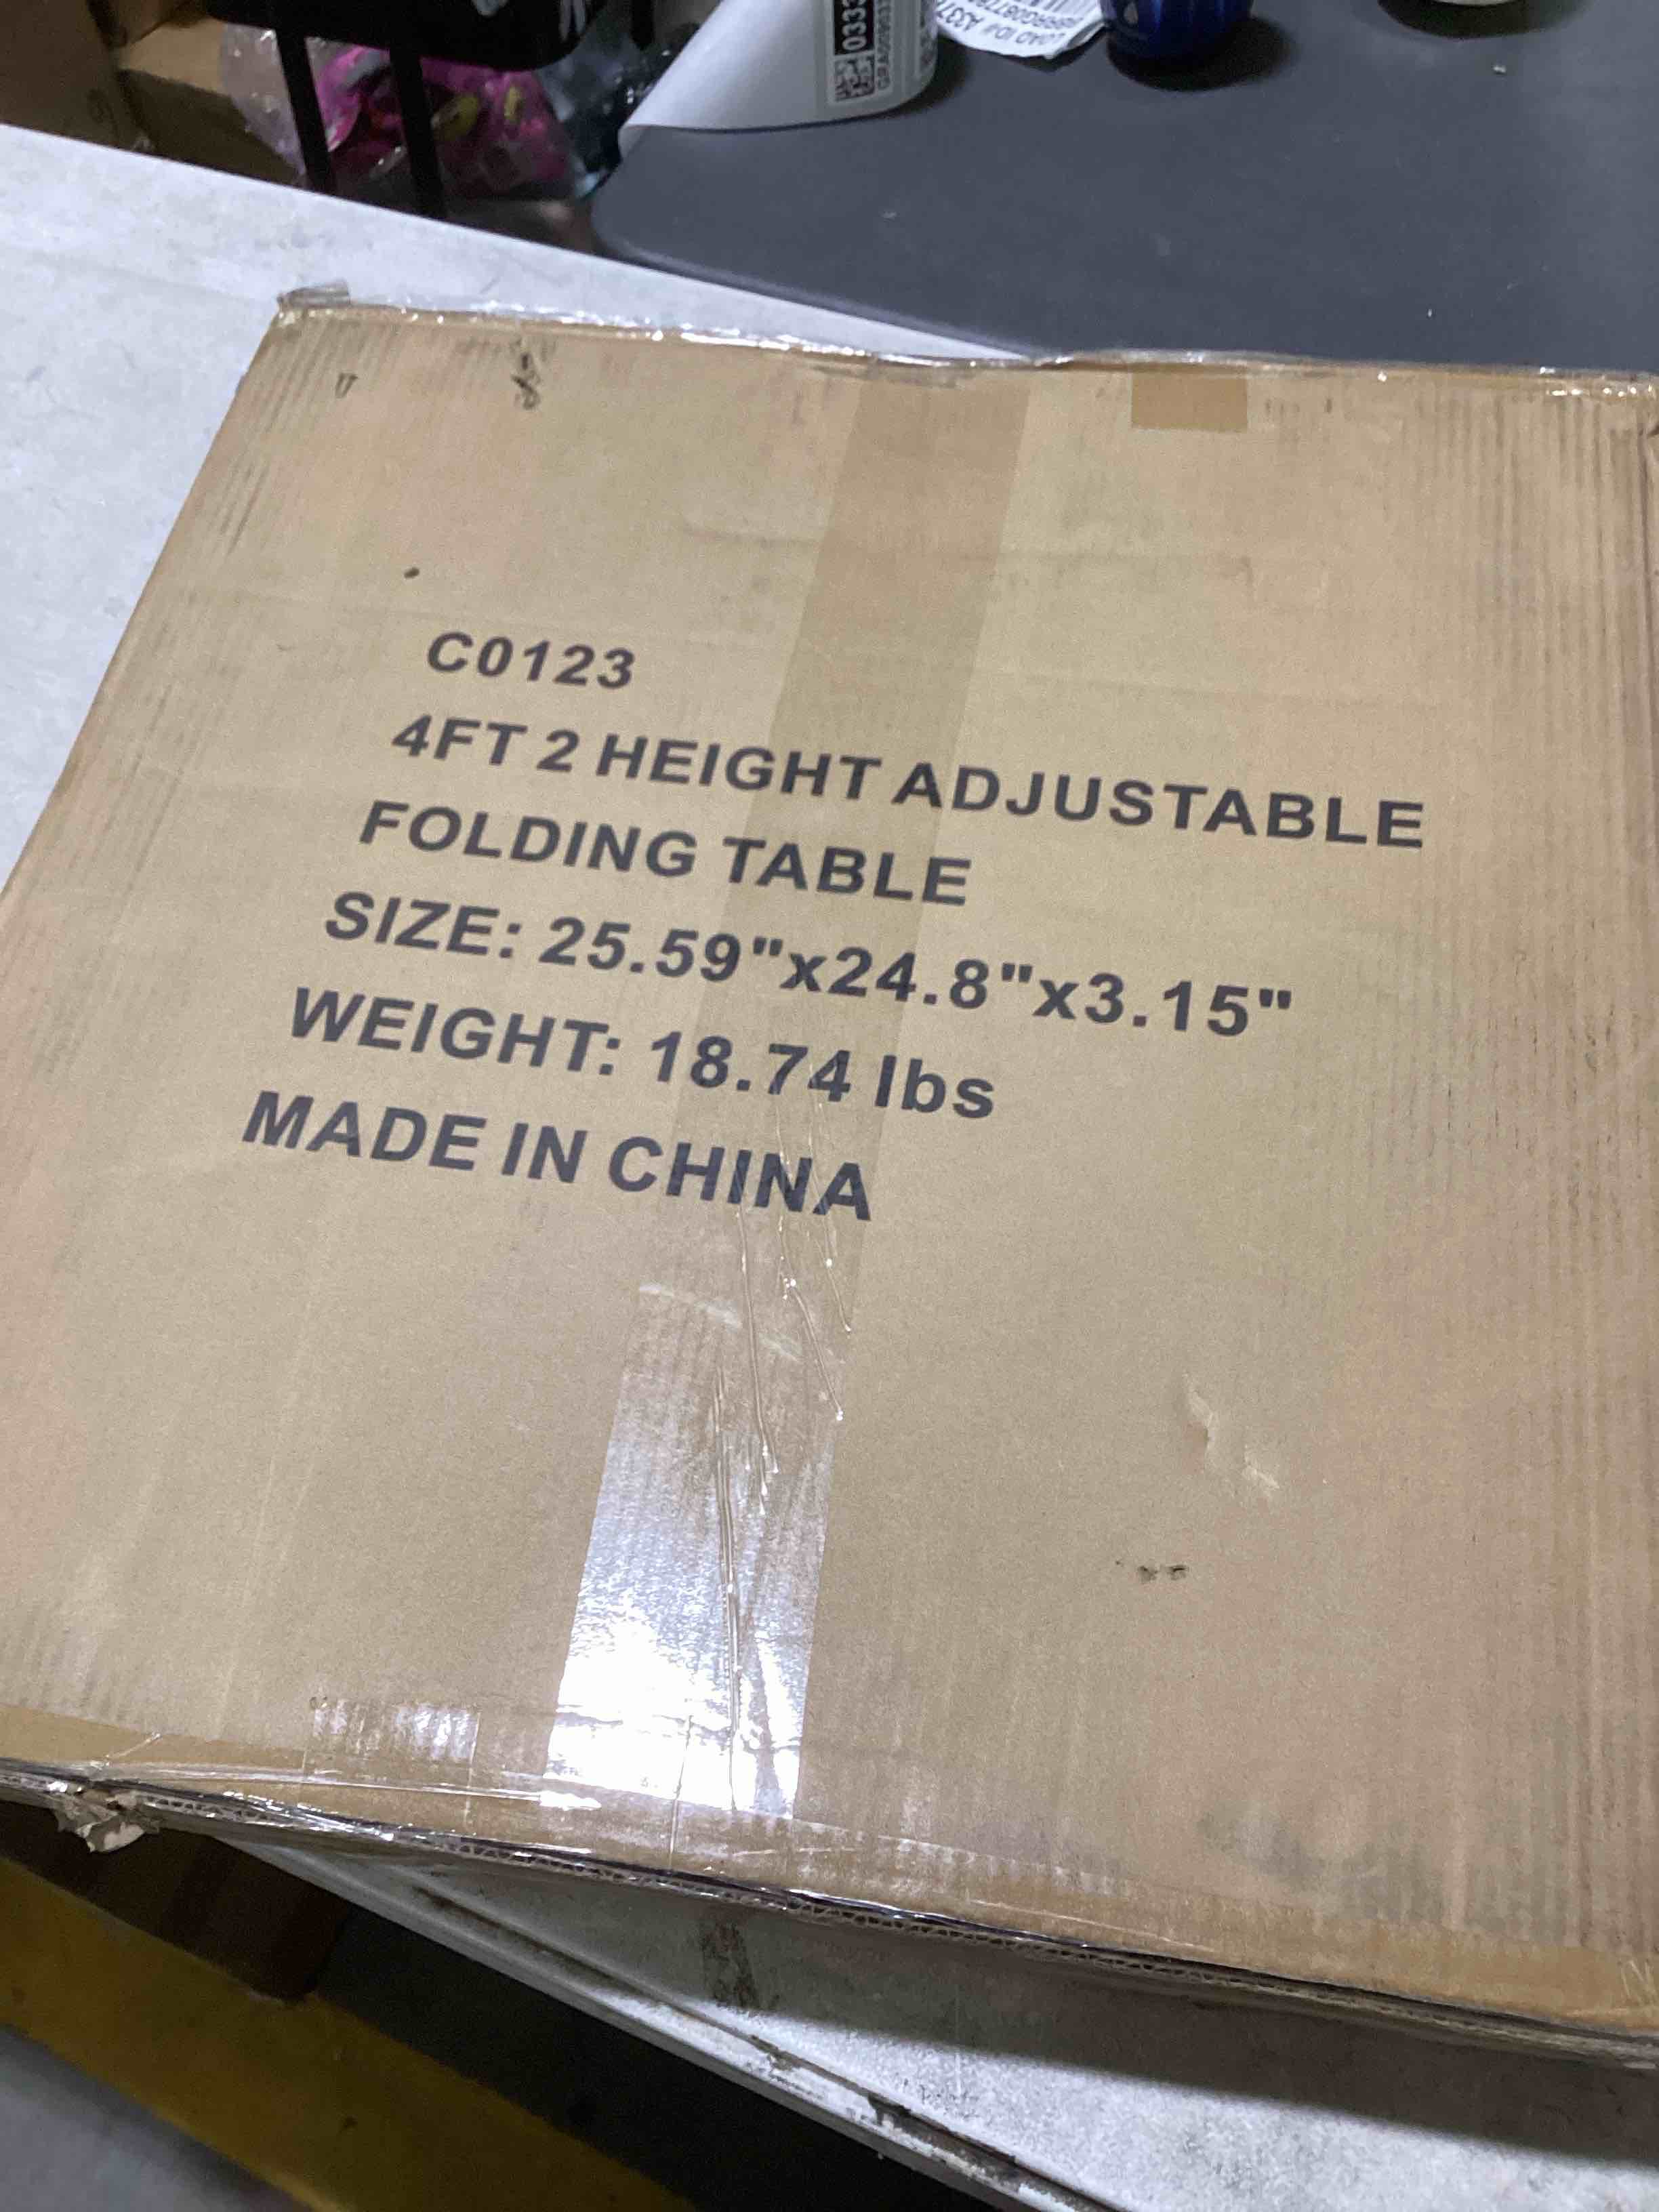 C0123
4FT 2 HEIGHT ADJUSTABLE
FOLDING TABLE
SIZE: 25.59"x24.8"x3.15"
WEIGHT: 18.74 lbs
MADE IN CHINA